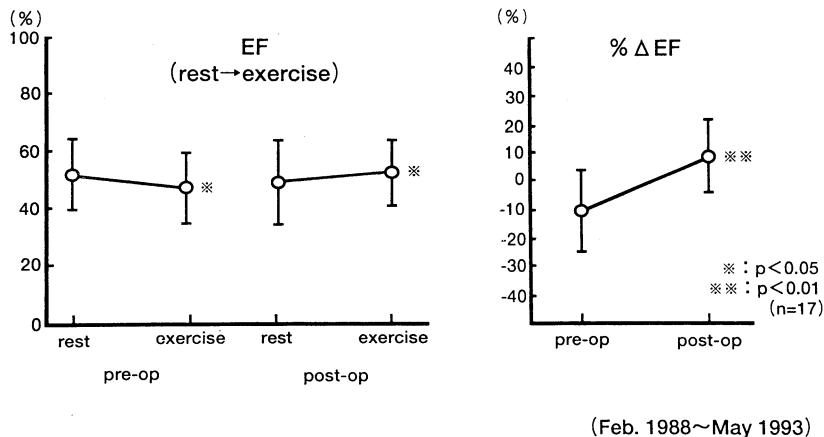 (%)
100
80
60
40
20
0
EF
(rest→exercise)
※
※
rest
exercise
rest
exercise
pre-op
post-op
(%)
40
30
20
10
0
-10
-20
-30
-40
% Δ EF
※※
※ : p<0.05
※※ : p<0.01
(n=17)
pre-op
post-op
(Feb. 1988～May 1993)